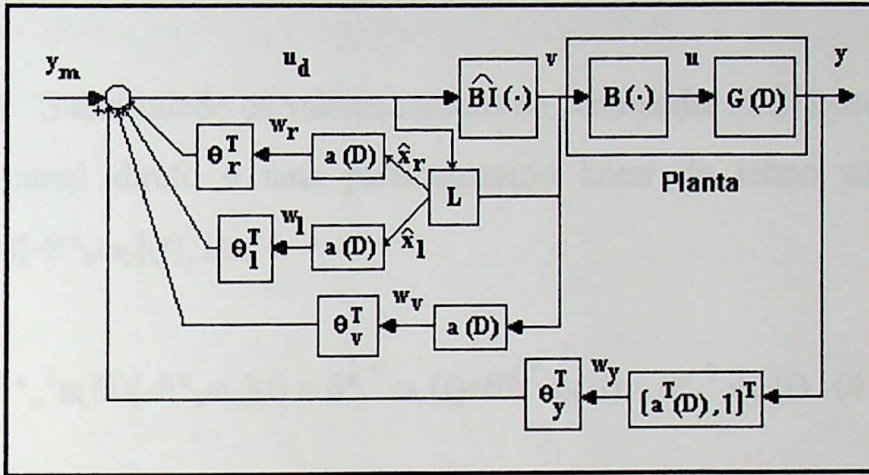 y_m u_d v u y
B̂I(·) B(·) G(D)
Planta
θ_r^T w_r a(D) x̂_r L
θ_l^T w_l a(D) x̂_l
θ_v^T w_v a(D)
θ_y^T w_y [a^T(D),1]^T